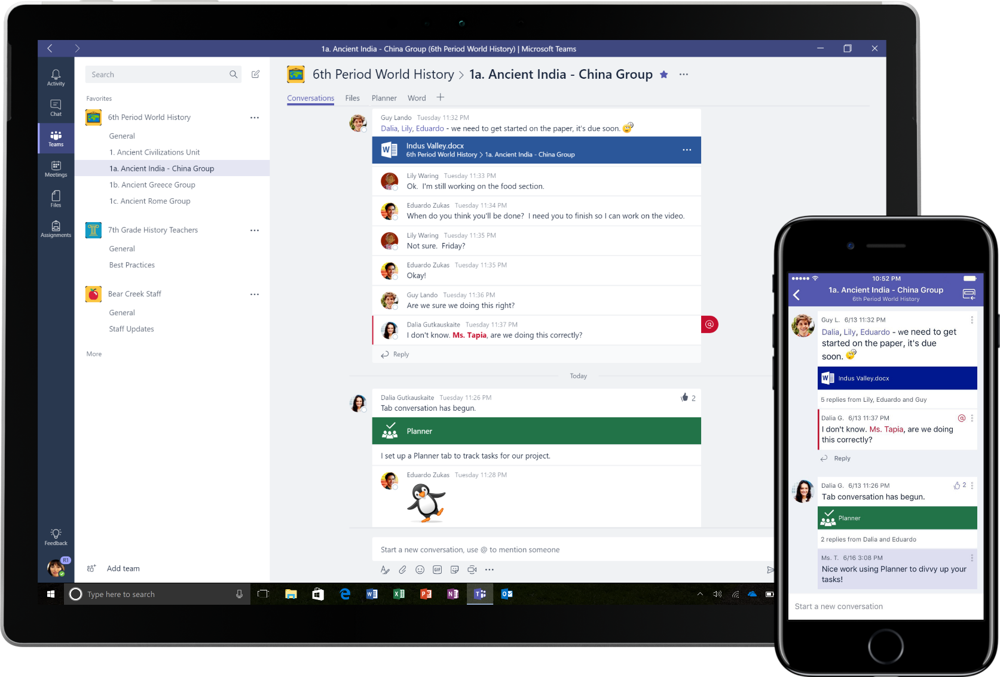 1a. Ancient India - China Group (6th Period World History) | Microsoft Teams
Activity
Chat
Teams
Meetings
Files
Assignments
Feedback
R1
Search
Favorites
6th Period World History
General
1. Ancient Civilizations Unit
1a. Ancient India - China Group
1b. Ancient Greece Group
1c. Ancient Rome Group
7th Grade History Teachers
General
Best Practices
Bear Creek Staff
General
Staff Updates
More
Add team
6th Period World History > 1a. Ancient India - China Group
Conversations Files Planner Word
Guy Lando Tuesday 11:32 PM
Dalia, Lily, Eduardo - we need to get started on the paper, it's due soon.
W
Indus Valley.docx
6th Period World History > 1a. Ancient India - China Group
Lily Waring Tuesday 11:33 PM
Ok. I'm still working on the food section.
Eduardo Zukas Tuesday 11:34 PM
When do you think you'll be done? I need you to finish so I can work on the video.
Lily Waring Tuesday 11:35 PM
Not sure. Friday?
Eduardo Zukas Tuesday 11:35 PM
Okay!
Guy Lando Tuesday 11:36 PM
Are we sure we doing this right?
Dalia Gutkauskaite Tuesday 11:37 PM
I don't know. Ms. Tapia, are we doing this correctly?
@
Reply
Today
Dalia Gutkauskaite Tuesday 11:26 PM
2
Tab conversation has begun.
Planner
I set up a Planner tab to track tasks for our project.
Eduardo Zukas Tuesday 11:28 PM
Start a new conversation, use @ to mention someone
GIF
Type here to search
10:52 PM
1a. Ancient India - China Group
6th Period World History
Guy L. 6/13 11:32 PM
Dalia, Lily, Eduardo - we need to get
started on the paper, it's due
soon.
W
Indus Valley.docx
5 replies from Lily, Eduardo and Guy
Dalia G. 6/13 11:37 PM
@
I don't know. Ms. Tapia, are we doing
this correctly?
Reply
Dalia G. 6/13 11:26 PM
2
Tab conversation has begun.
Planner
2 replies from Dalia and Eduardo
Ms. T. 6/16 3:08 PM
Nice work using Planner to divvy up your
tasks!
Start a new conversation